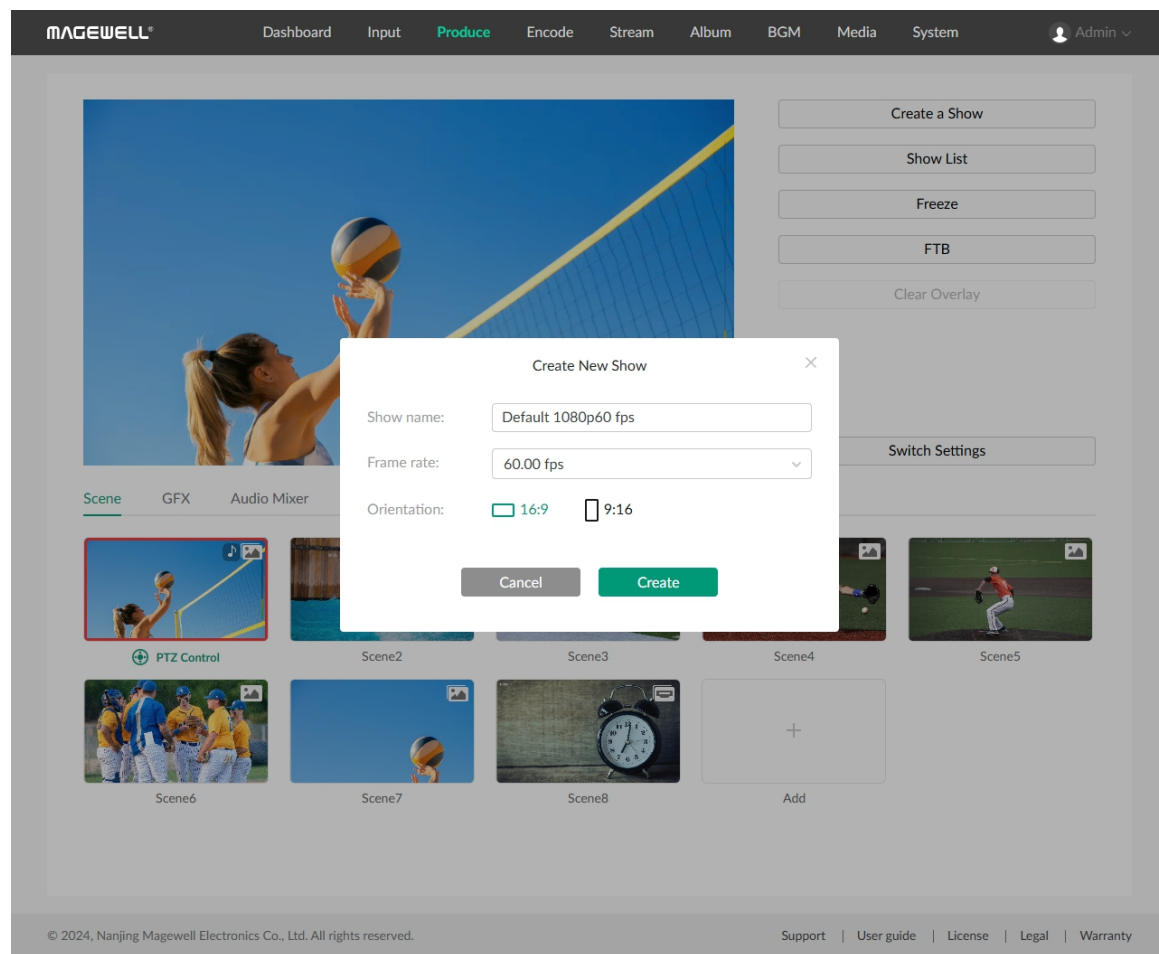 MAGEWELL®
Dashboard Input Produce Encode Stream Album BGM Media System Admin
Create a Show
Show List
Freeze
FTB
Clear Overlay
Create New Show
Show name: Default 1080p60 fps
Frame rate: 60.00 fps
Orientation: 16:9 9:16
Cancel Create
Switch Settings
Scene GFX Audio Mixer
PTZ Control Scene2 Scene3 Scene4 Scene5
Scene6 Scene7 Scene8 Add
© 2024, Nanjing Magewell Electronics Co., Ltd. All rights reserved.
Support | User guide | License | Legal | Warranty